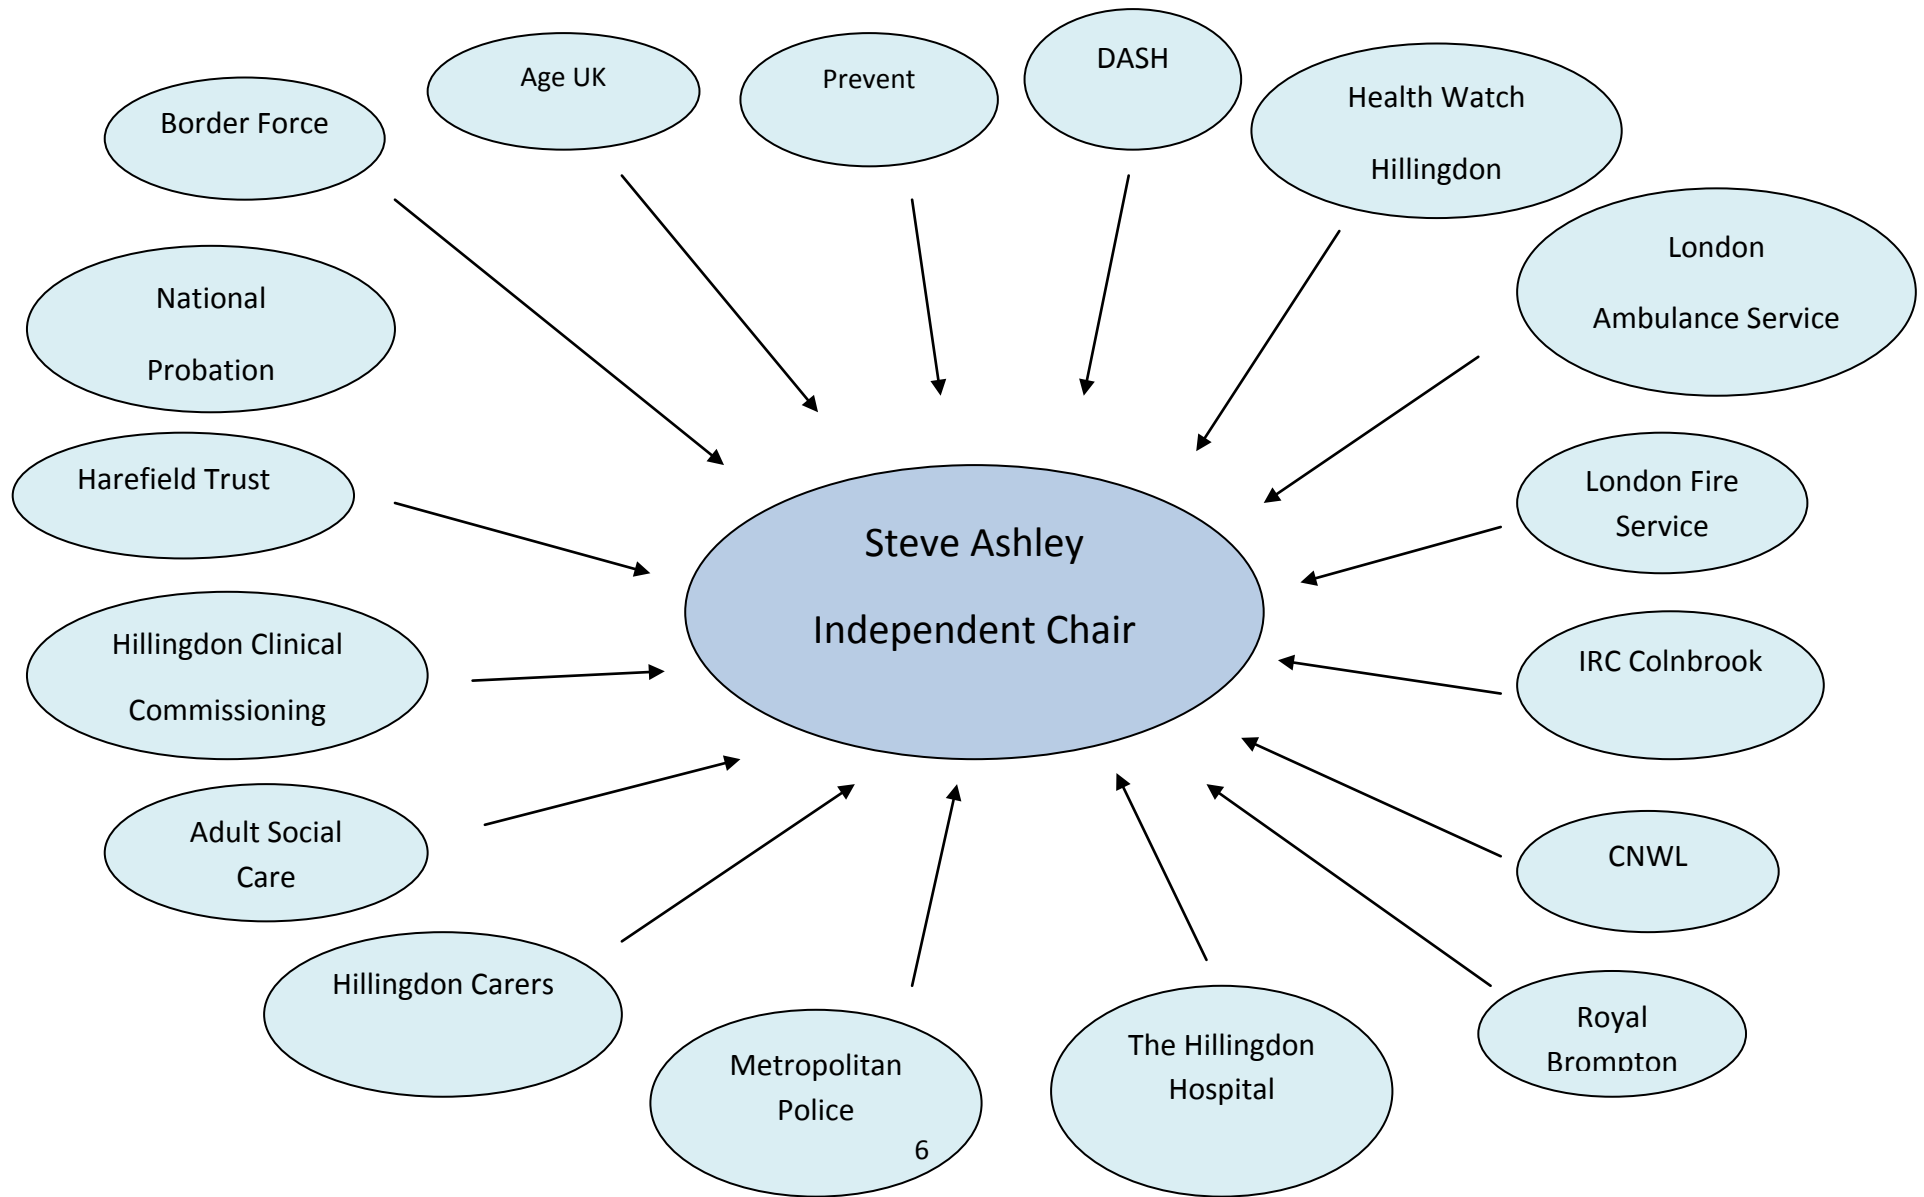 Border Force
Age UK
Prevent
DASH
Health Watch
Hillingdon
London
Ambulance Service
National
Probation
Harefield Trust
London Fire
Service
Steve Ashley
Independent Chair
Hillingdon Clinical
Commissioning
IRC Colnbrook
Adult Social
Care
CNWL
Hillingdon Carers
Metropolitan
Police
The Hillingdon
Hospital
Royal
Brompton
6